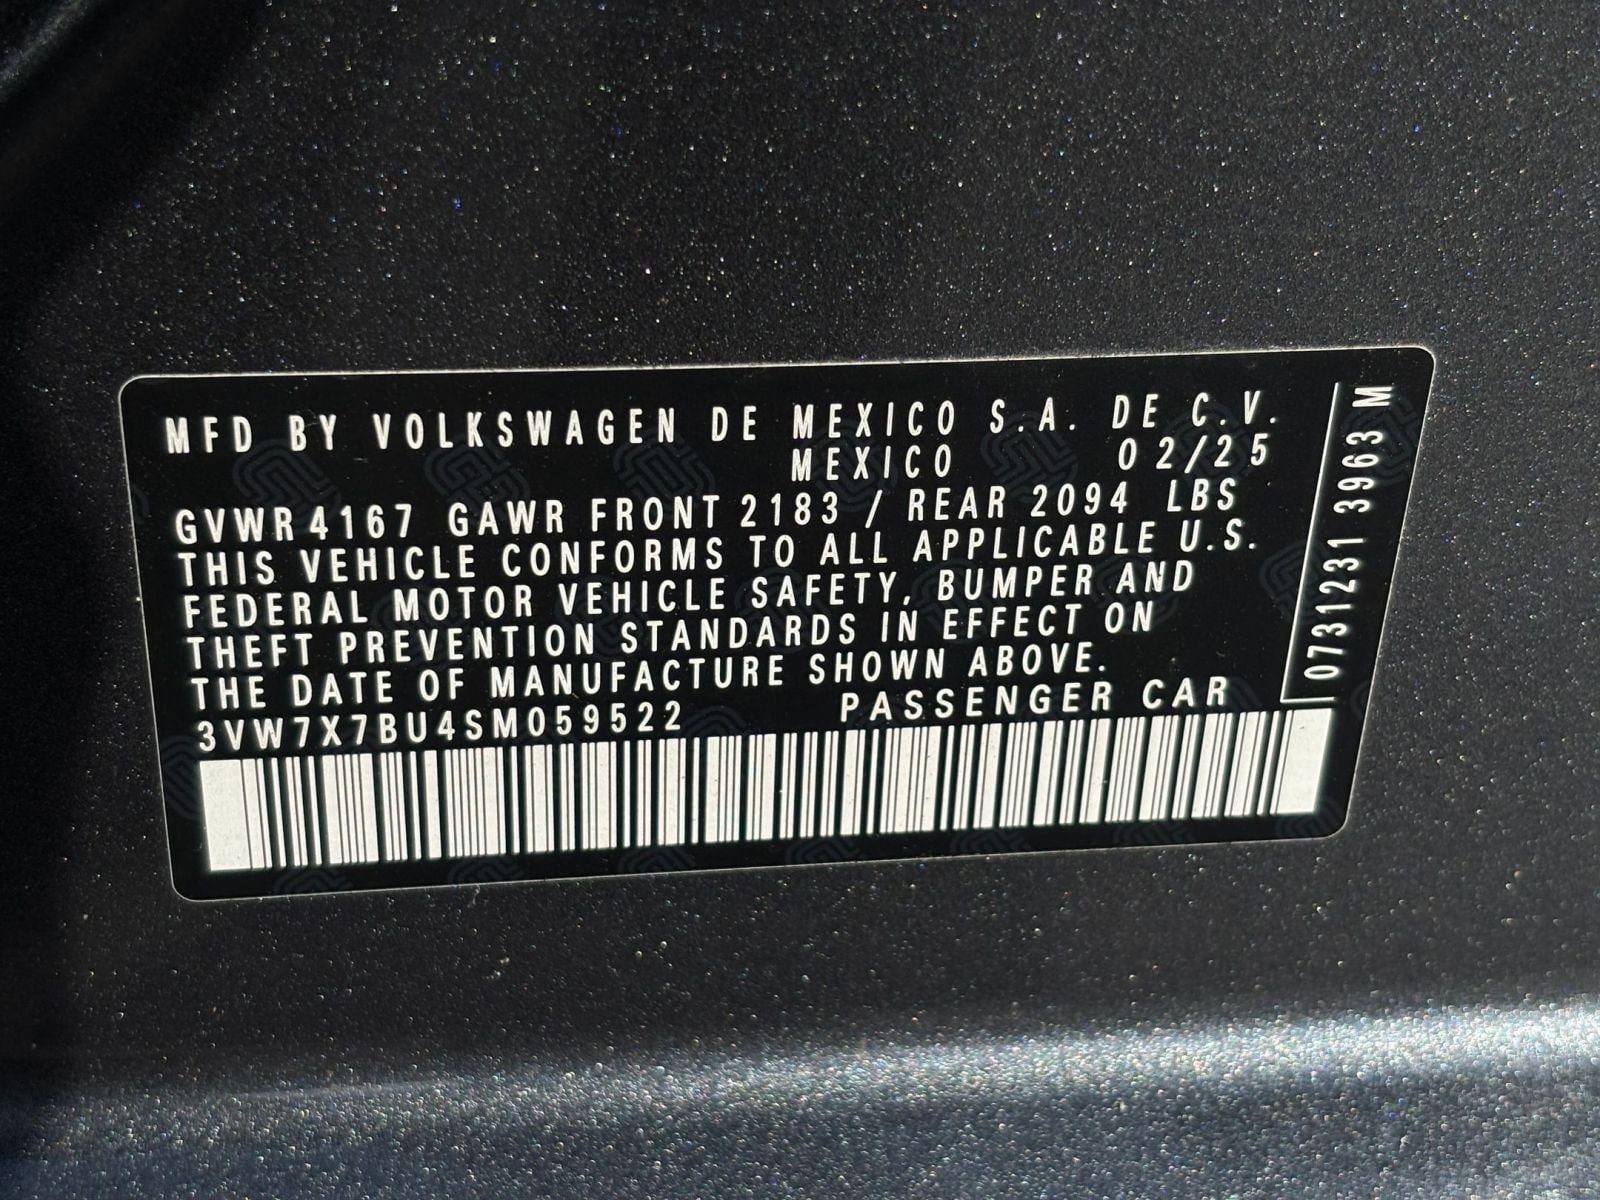 MFD BY VOLKSWAGEN DE MEXICO S.A. DE C.V.
MEXICO 02/25
GVWR 4167 GAWR FRONT 2183 / REAR 2094 LBS
THIS VEHICLE CONFORMS TO ALL APPLICABLE U.S.
FEDERAL MOTOR VEHICLE SAFETY, BUMPER AND
THEFT PREVENTION STANDARDS IN EFFECT ON
THE DATE OF MANUFACTURE SHOWN ABOVE.
3VW7X7BU4SM059522 PASSENGER CAR
0731231 3963 M